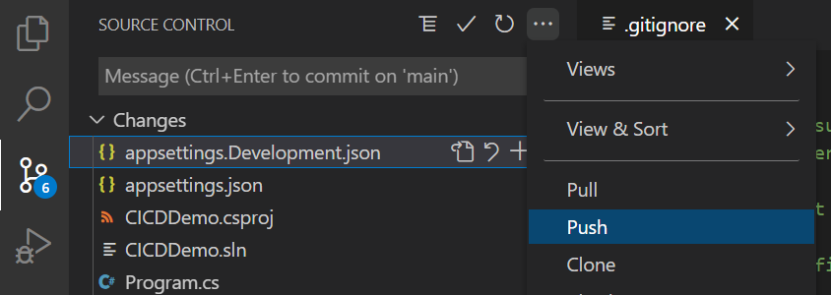 SOURCE CONTROL
.gitignore
Message (Ctrl+Enter to commit on 'main')
Changes
{} appsettings.Development.json
{} appsettings.json
CICDDemo.csproj
CICDDemo.sln
C# Program.cs
6
Views
View & Sort
Pull
Push
Clone
su
er
t
fi